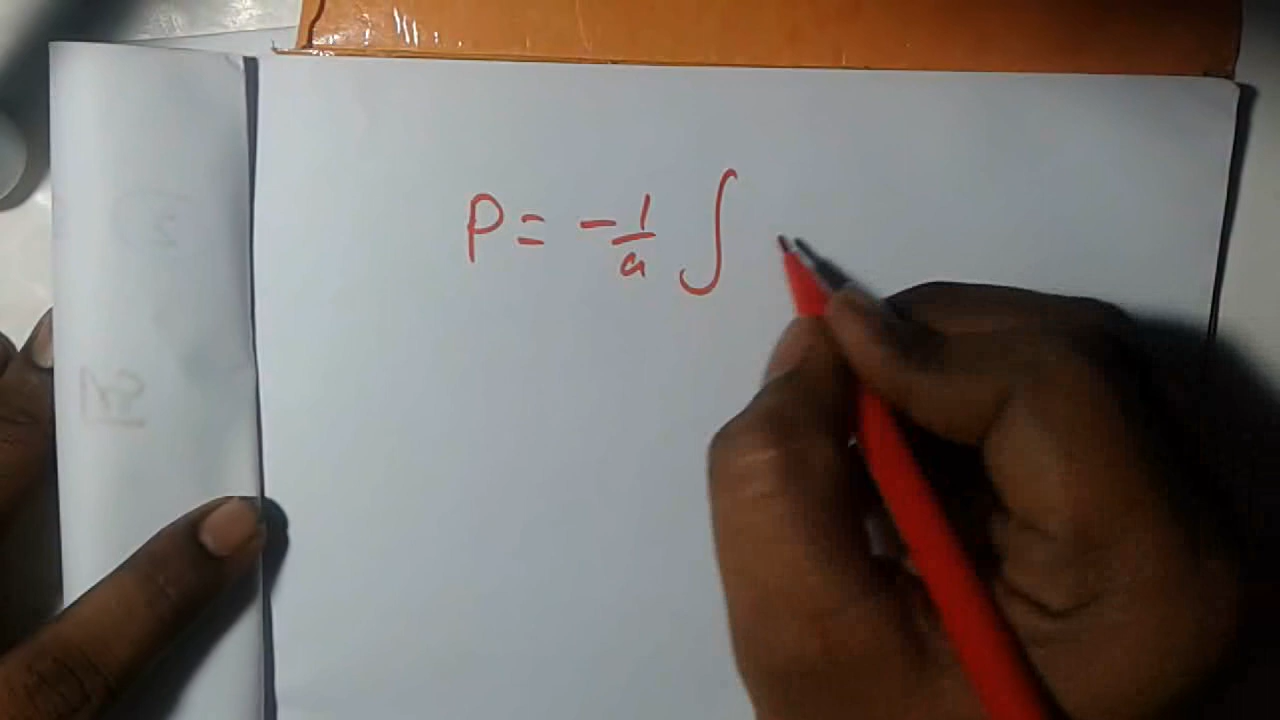 P = -1/a ∫